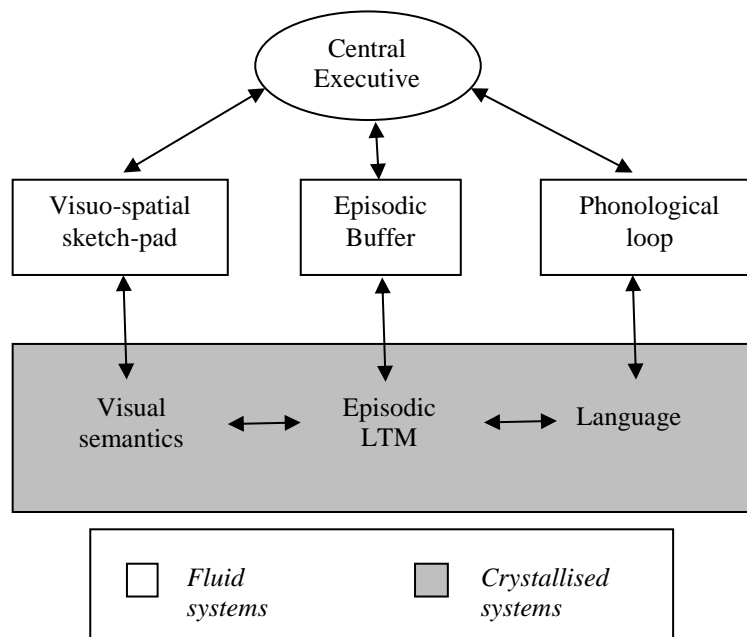 Central
Executive
Visuo-spatial
sketch-pad
Episodic
Buffer
Phonological
loop
Visual
semantics
Episodic
LTM
Language
Fluid
systems
Crystallised
systems